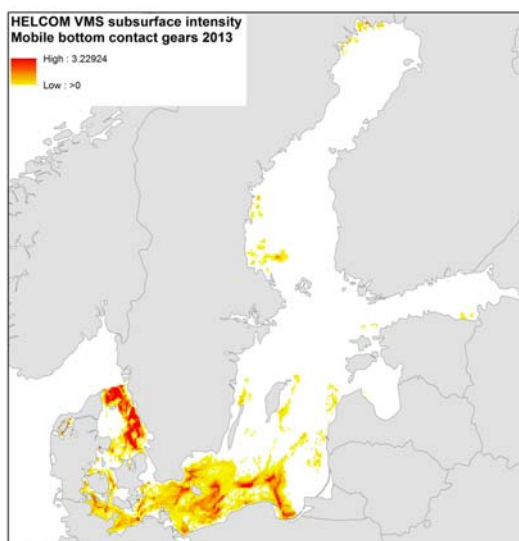 HELCOM VMS subsurface intensity
Mobile bottom contact gears 2013
High : 3.22924
Low : >0